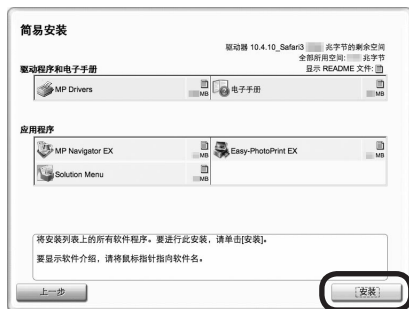 简易安装
驱动器 10.4.10_Safari3 兆字节的剩余空间
全部所用空间: 兆字节
驱动程序和电子手册
显示 README 文件:
MP Drivers
MB
电子手册
MB
应用程序
MP Navigator EX
MB
Easy-PhotoPrint EX
MB
Solution Menu
MB
将安装列表上的所有软件程序。要进行此安装，请单击[安装]。
要显示软件介绍，请将鼠标指针指向软件名。
上一步
安装